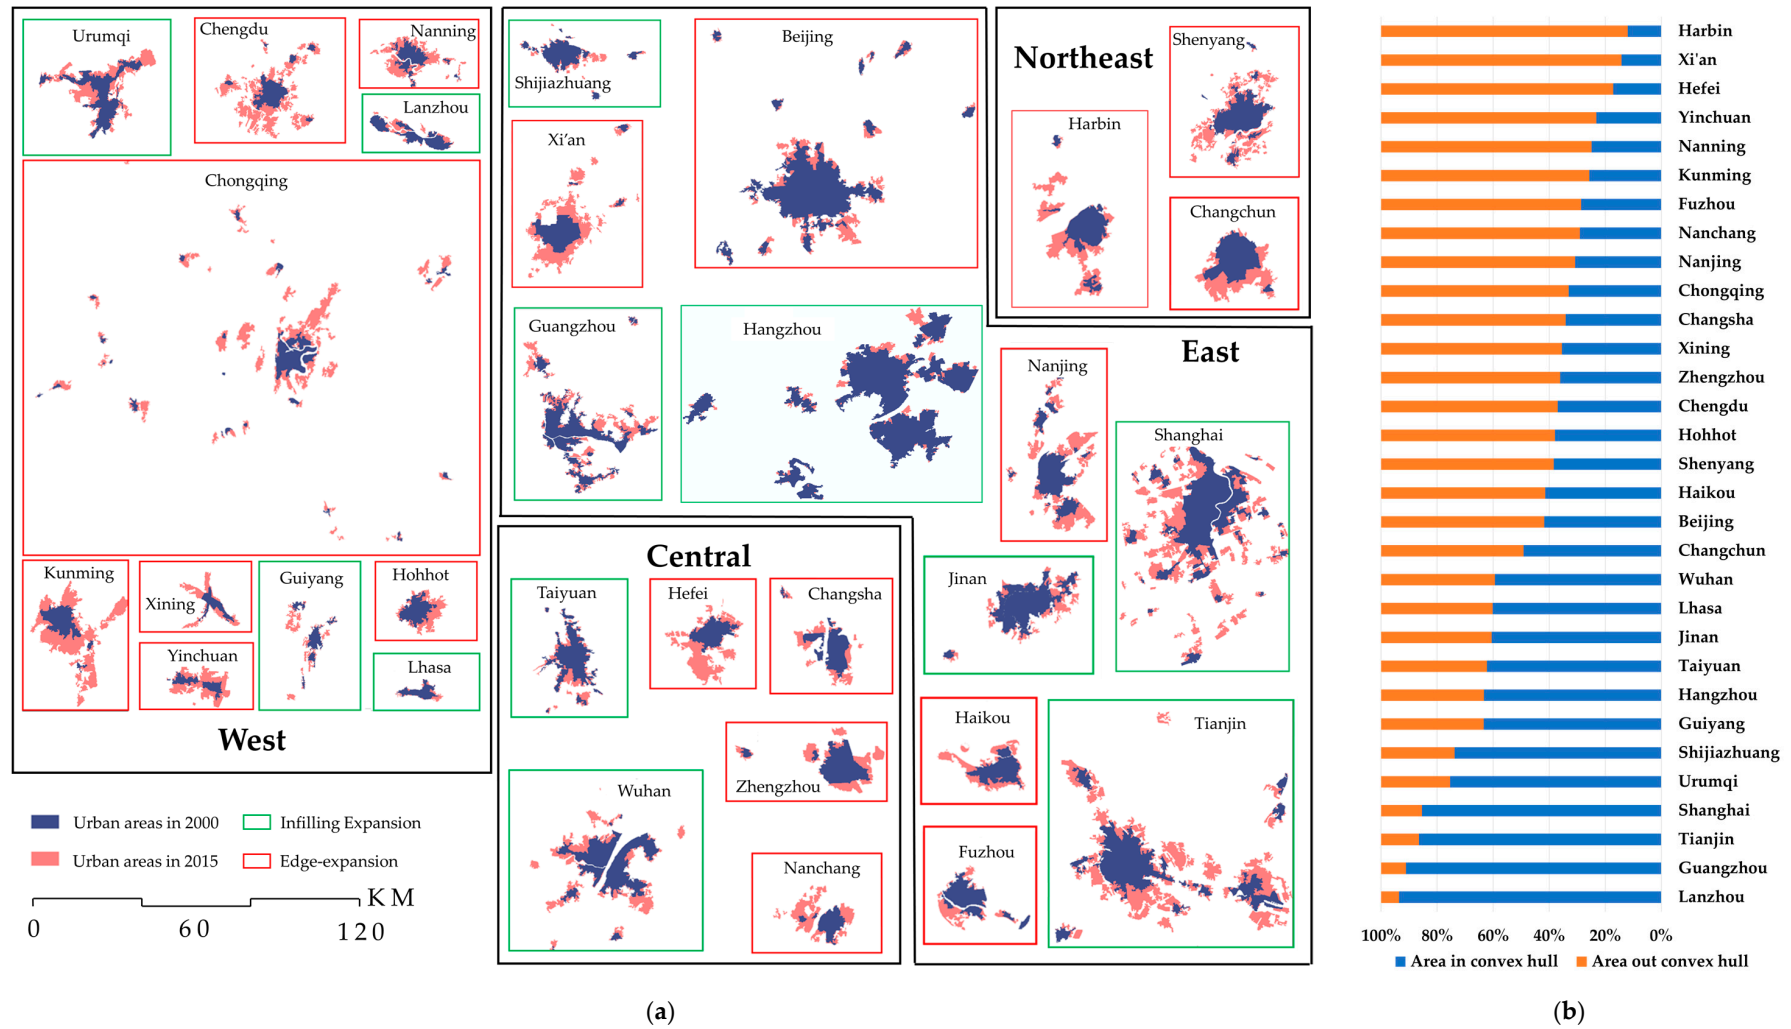 Urumqi
Chengdu
Nanning
Lanzhou
Chongqing
Kunming
Xining
Yinchuan
Guiyang
Hohhot
Lhasa
West
Shijiazhuang
Beijing
Xi'an
Guangzhou
Hangzhou
Northeast
Shenyang
Harbin
Changchun
East
Nanjing
Shanghai
Jinan
Haikou
Tianjin
Fuzhou
Central
Taiyuan
Hefei
Changsha
Zhengzhou
Wuhan
Nanchang
Urban areas in 2000
Infilling Expansion
Urban areas in 2015
Edge-expansion
KM
0 60 120
(a)
Harbin
Xi'an
Hefei
Yinchuan
Nanning
Kunming
Fuzhou
Nanchang
Nanjing
Chongqing
Changsha
Xining
Zhengzhou
Chengdu
Hohhot
Shenyang
Haikou
Beijing
Changchun
Wuhan
Lhasa
Jinan
Taiyuan
Hangzhou
Guiyang
Shijiazhuang
Urumqi
Shanghai
Tianjin
Guangzhou
Lanzhou
100% 80% 60% 40% 20% 0%
Area in convex hull Area out convex hull
(b)